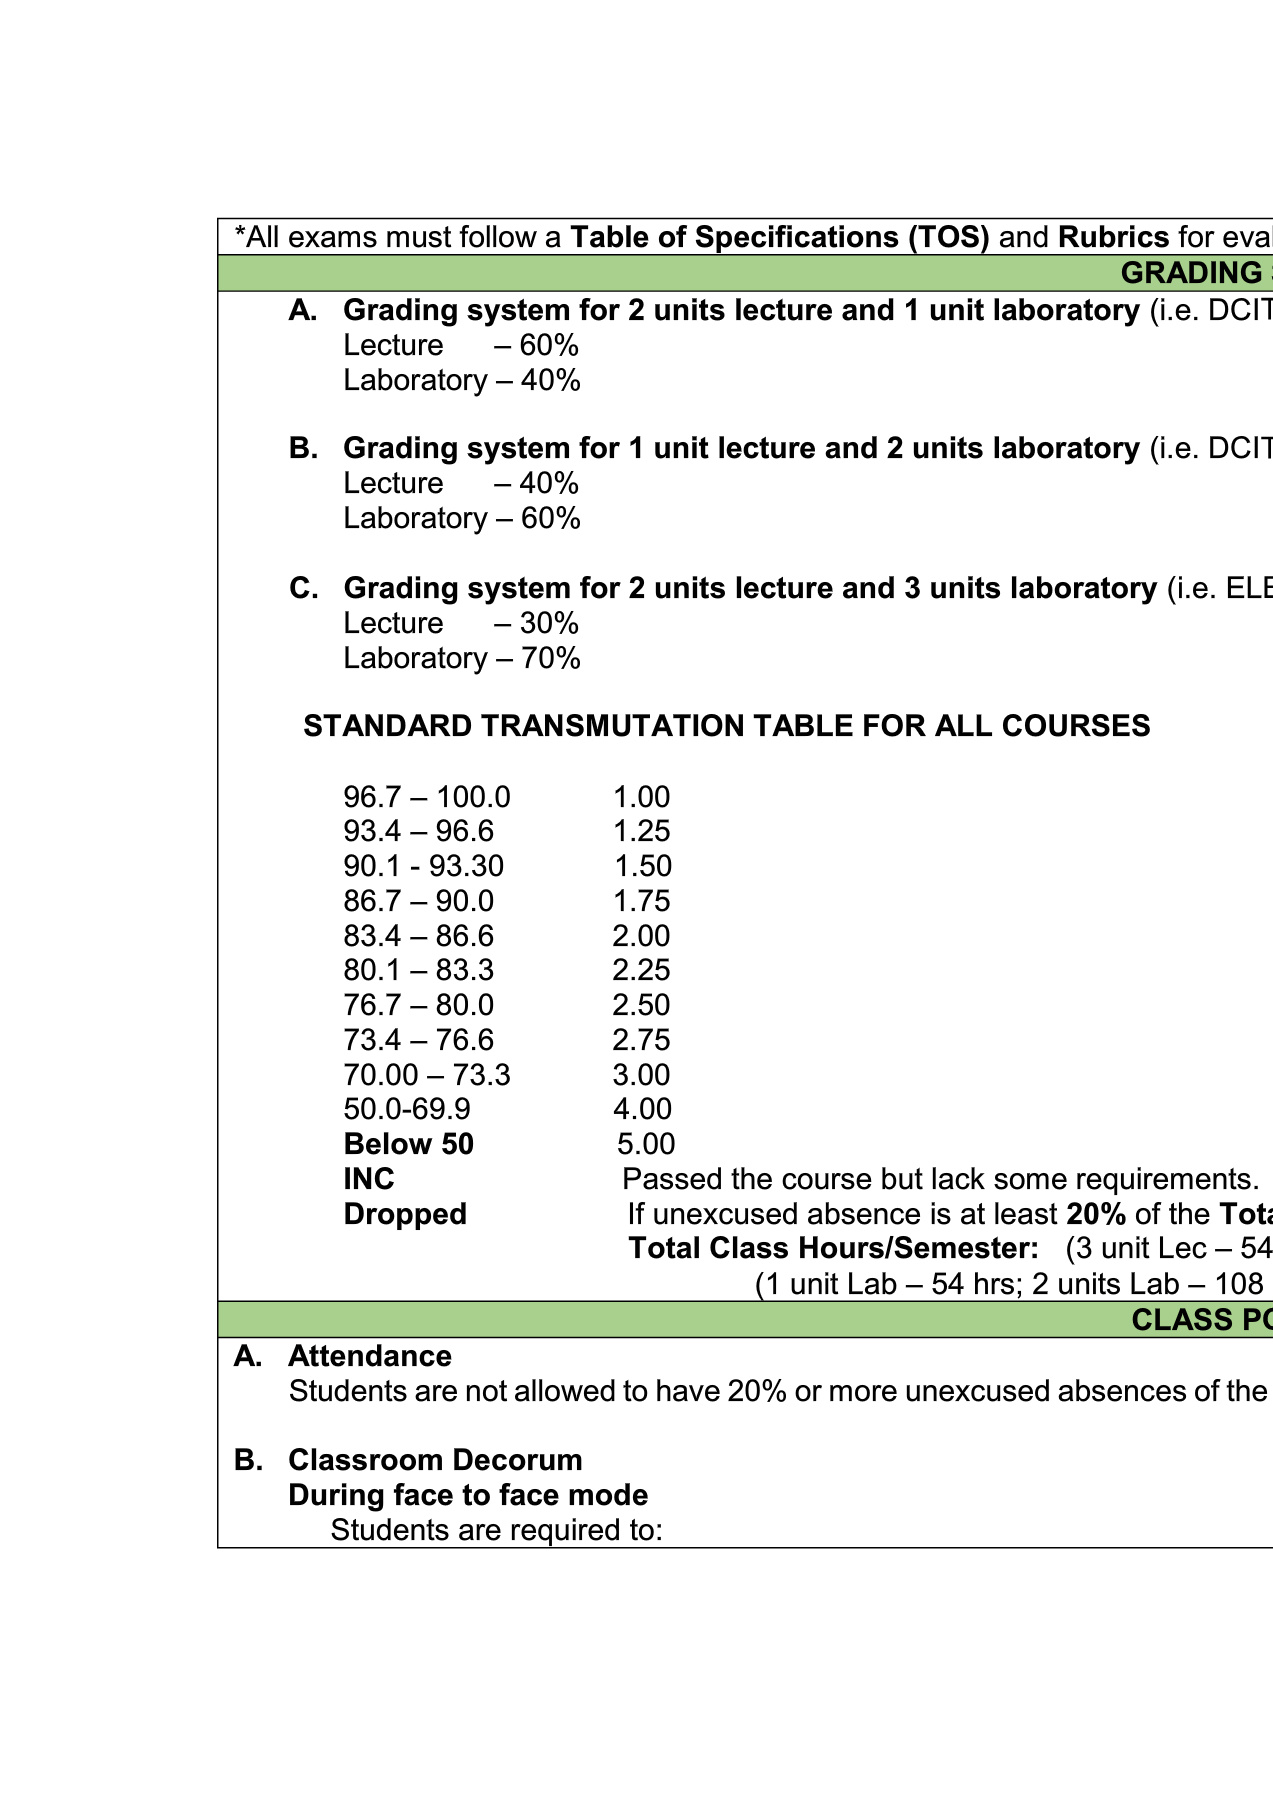 *All exams must follow a Table of Specifications (TOS) and Rubrics for
GRADING
A. Grading system for 2 units lecture and 1 unit laboratory (i.e. DCIT
Lecture – 60%
Laboratory – 40%
B. Grading system for 1 unit lecture and 2 units laboratory (i.e. DCIT
Lecture – 40%
Laboratory – 60%
C. Grading system for 2 units lecture and 3 units laboratory (i.e.
Lecture – 30%
Laboratory – 70%
STANDARD TRANSMUTATION TABLE FOR ALL COURSES
96.7 – 100.0 1.00
93.4 – 96.6 1.25
90.1 - 93.30 1.50
86.7 – 90.0 1.75
83.4 – 86.6 2.00
80.1 – 83.3 2.25
76.7 – 80.0 2.50
73.4 – 76.6 2.75
70.00 – 73.3 3.00
50.0-69.9 4.00
Below 50 5.00
INC Passed the course but lack some requirements.
Dropped If unexcused absence is at least 20% of the
Total Class Hours/Semester: (3 unit Lec – 54
(1 unit Lab – 54 hrs; 2 units Lab – 108
CLASS
A. Attendance
Students are not allowed to have 20% or more unexcused absences of the
B. Classroom Decorum
During face to face mode
Students are required to: